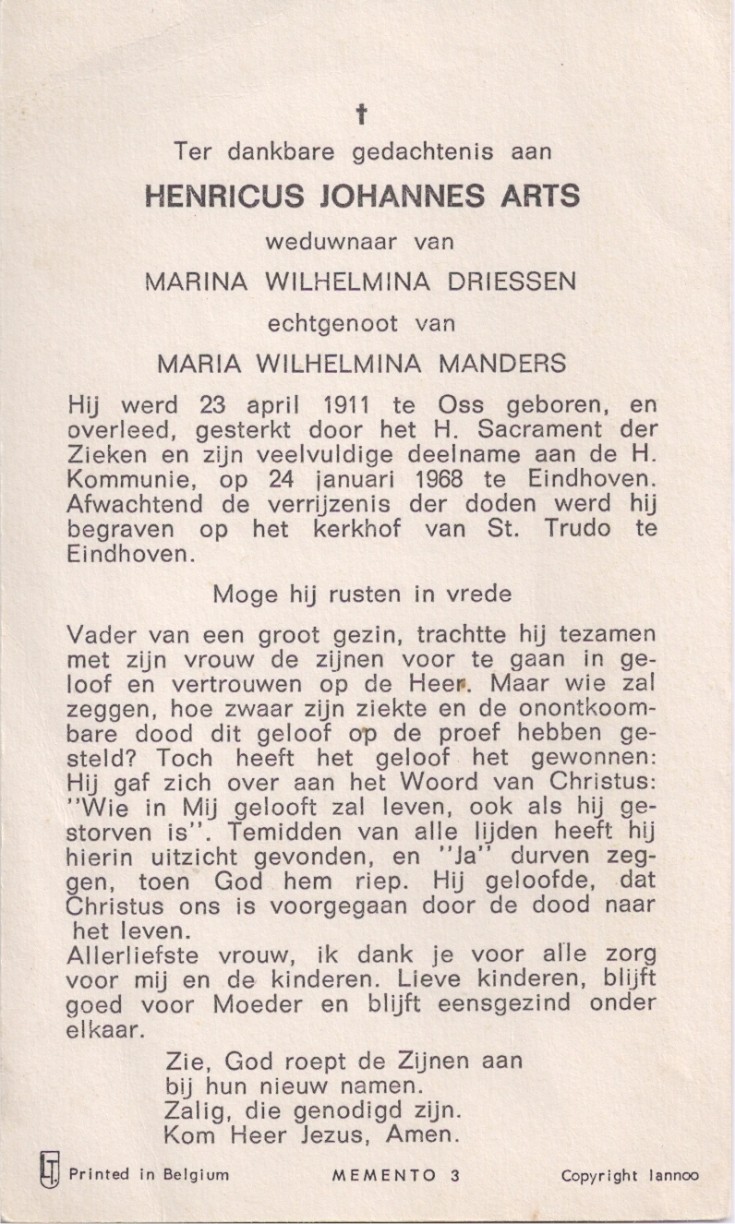 †
Ter dankbare gedachtenis aan
HENRICUS JOHANNES ARTS
weduwnaar van
MARINA WILHELMINA DRIESSEN
echtgenoot van
MARIA WILHELMINA MANDERS
Hij werd 23 april 1911 te Oss geboren, en
overleed, gesterkt door het H. Sacrament der
Zieken en zijn veelvuldige deelname aan de H.
Kommunie, op 24 januari 1968 te Eindhoven.
Afwachtend de verrijzenis der doden werd hij
begraven op het kerkhof van St. Trudo te
Eindhoven.
Moge hij rusten in vrede
Vader van een groot gezin, trachtte hij tezamen
met zijn vrouw de zijnen voor te gaan in ge-
loof en vertrouwen op de Heer. Maar wie zal
zeggen, hoe zwaar zijn ziekte en de onontkoom-
bare dood dit geloof op de proef hebben ge-
steld? Toch heeft het geloof het gewonnen:
Hij gaf zich over aan het Woord van Christus:
"Wie in Mij gelooft zal leven, ook als hij ge-
storven is". Temidden van alle lijden heeft hij
hierin uitzicht gevonden, en "Ja" durven zeg-
gen, toen God hem riep. Hij geloofde, dat
Christus ons is voorgegaan door de dood naar
het leven.
Allerliefste vrouw, ik dank je voor alle zorg
voor mij en de kinderen. Lieve kinderen, blijft
goed voor Moeder en blijft eensgezind onder
elkaar.
Zie, God roept de Zijnen aan
bij hun nieuw namen.
Zalig, die genodigd zijn.
Kom Heer Jezus, Amen.
LT. Printed in Belgium MEMENTO 3 Copyright lannoo